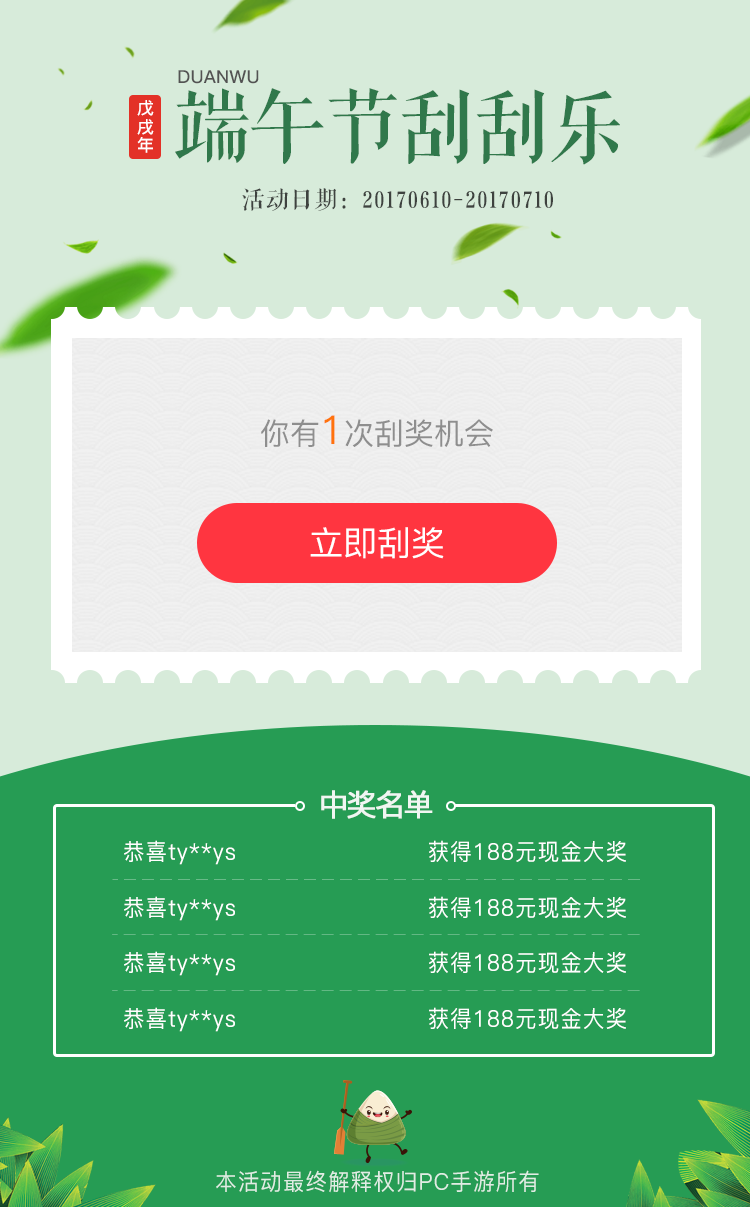 DUANWU
戊戌年
端午节刮刮乐
活动日期：20170610-20170710
你有1次刮奖机会
立即刮奖
中奖名单
恭喜ty**ys 获得188元现金大奖
恭喜ty**ys 获得188元现金大奖
恭喜ty**ys 获得188元现金大奖
恭喜ty**ys 获得188元现金大奖
本活动最终解释权归PC手游所有